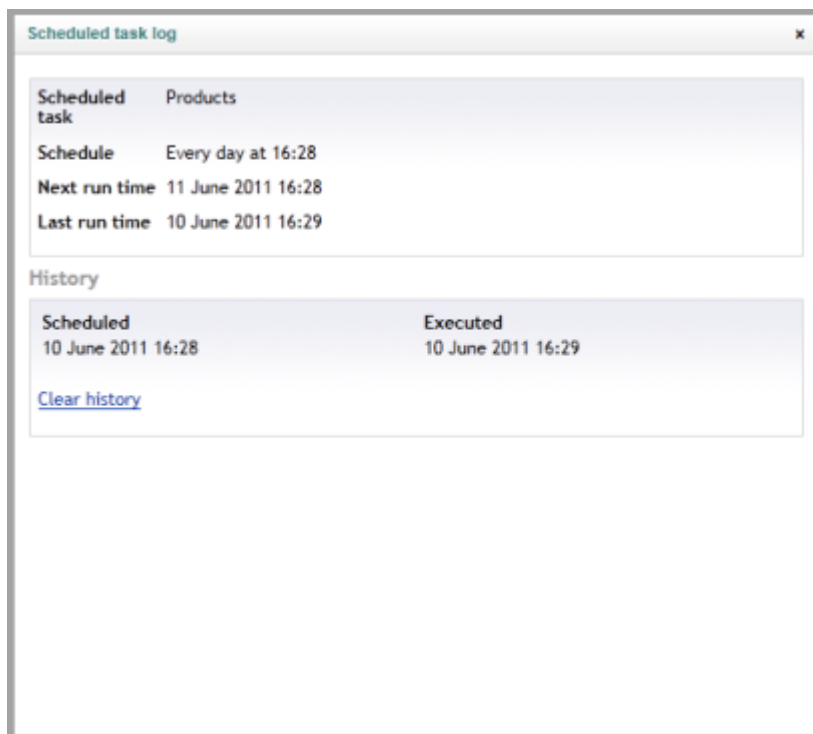 Scheduled task log x
Scheduled task Products
Schedule Every day at 16:28
Next run time 11 June 2011 16:28
Last run time 10 June 2011 16:29
History
Scheduled Executed
10 June 2011 16:28 10 June 2011 16:29
Clear history